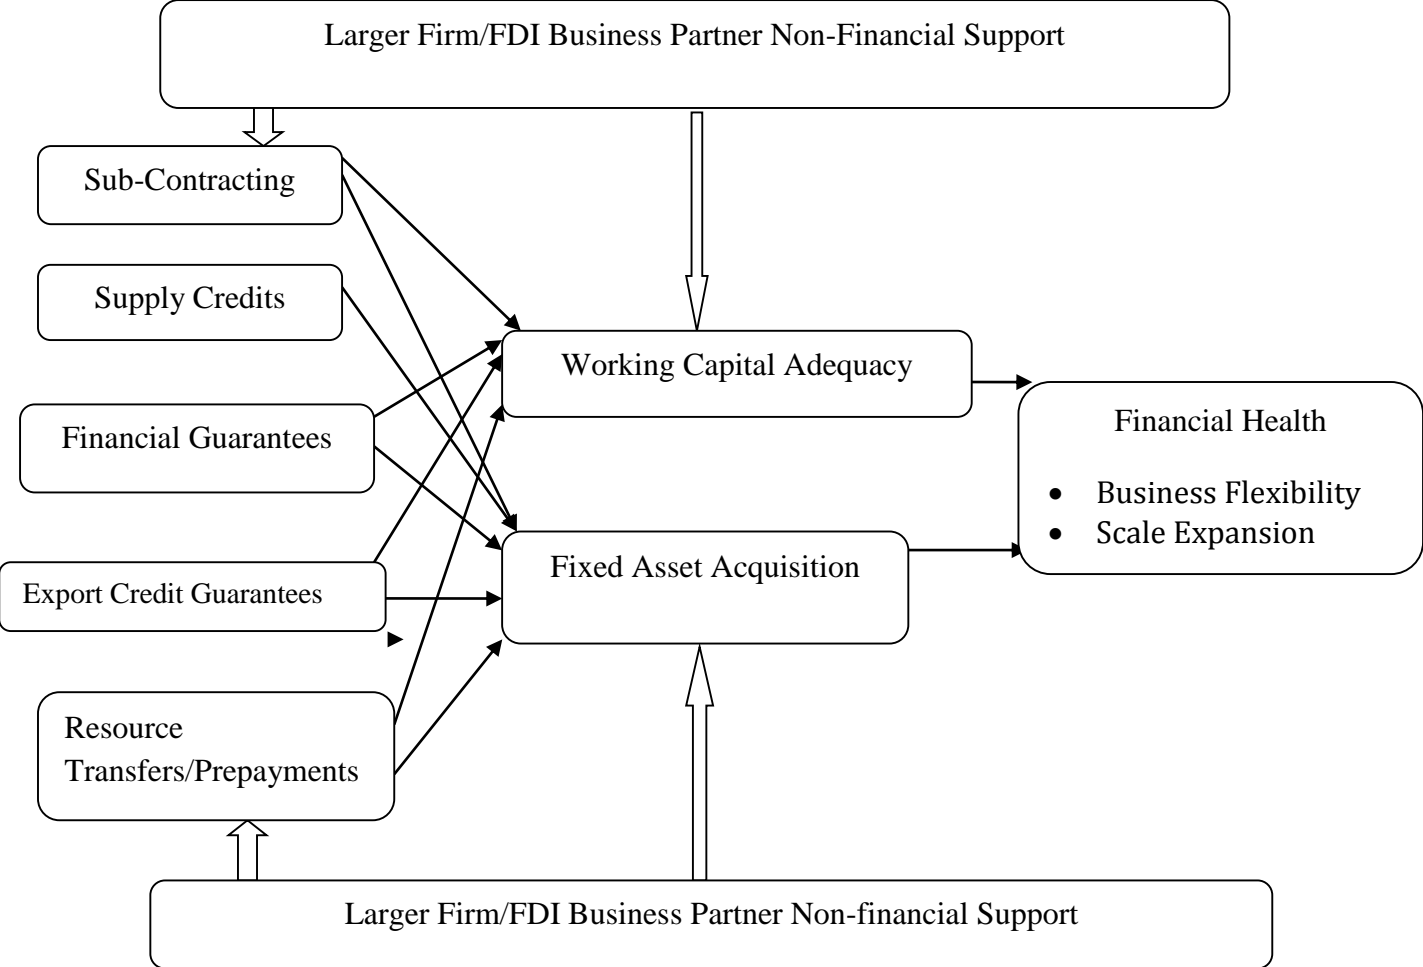 Larger Firm/FDI Business Partner Non-Financial Support
Sub-Contracting
Supply Credits
Working Capital Adequacy
Financial Guarantees
Financial Health
• Business Flexibility
• Scale Expansion
Fixed Asset Acquisition
Export Credit Guarantees
Resource
Transfers/Prepayments
Larger Firm/FDI Business Partner Non-financial Support